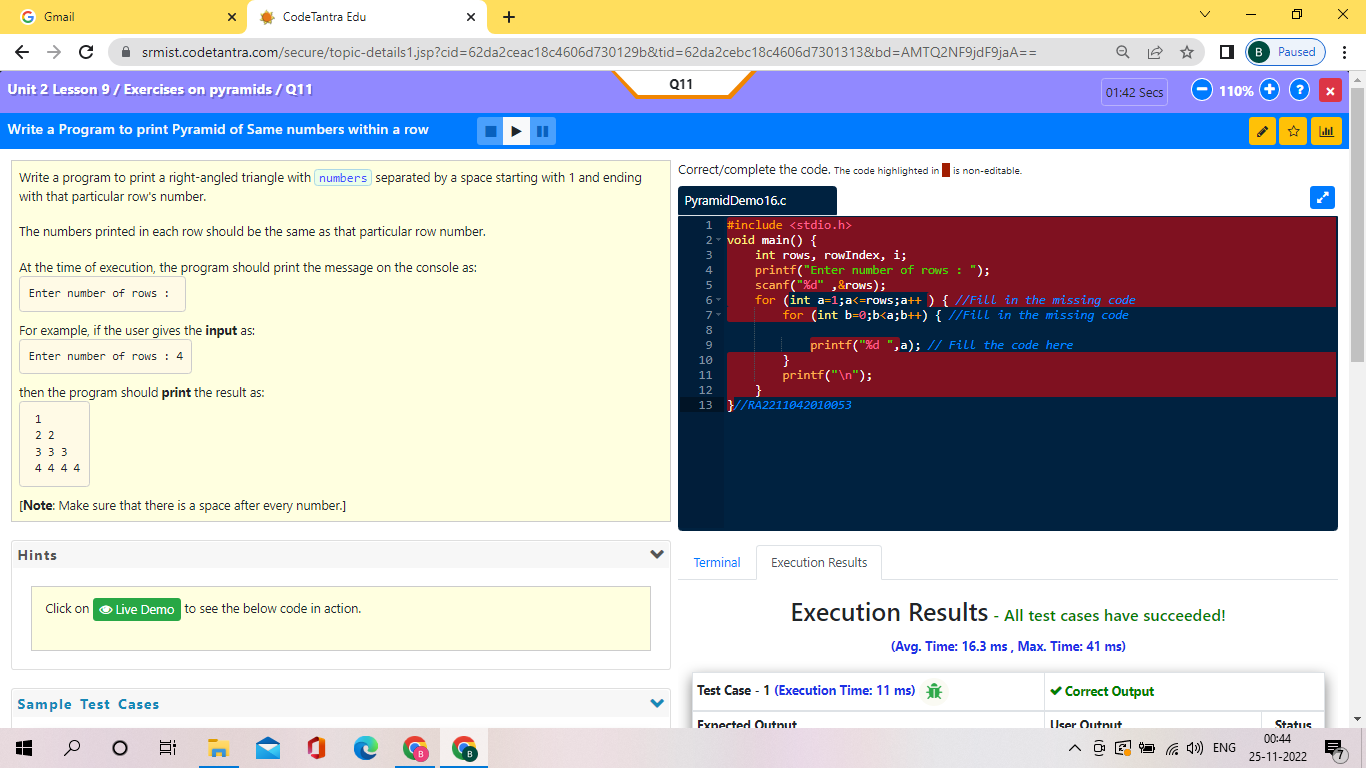 Gmail
CodeTantra Edu
srmist.codetantra.com/secure/topic-details1.jsp?cid=62da2ceac18c4606d730129b&tid=62da2cebc18c4606d7301313&bd=AMTQ2NF9jdF9jaA==
B Paused
Unit 2 Lesson 9 / Exercises on pyramids / Q11
Q11
01:42 Secs
110%
?
x
Write a Program to print Pyramid of Same numbers within a row
Write a program to print a right-angled triangle with numbers separated by a space starting with 1 and ending
with that particular row's number.
The numbers printed in each row should be the same as that particular row number.
At the time of execution, the program should print the message on the console as:
Enter number of rows :
For example, if the user gives the input as:
Enter number of rows : 4
then the program should print the result as:
1
2 2
3 3 3
4 4 4 4
[Note: Make sure that there is a space after every number.]
Hints
Click on Live Demo to see the below code in action.
Sample Test Cases
Correct/complete the code. The code highlighted in is non-editable.
PyramidDemo16.c
1 #include <stdio.h>
2 void main() {
3 int rows, rowIndex, i;
4 printf("Enter number of rows : ");
5 scanf("%d" ,&rows);
6 for (int a=1;a<=rows;a++ ) { //Fill in the missing code
7 for (int b=0;b<a;b++) { //Fill in the missing code
8
9 printf("%d ",a); // Fill the code here
10 }
11 printf("\n");
12 }
13 }//RA2211042010053
Terminal
Execution Results
Execution Results - All test cases have succeeded!
(Avg. Time: 16.3 ms , Max. Time: 41 ms)
Test Case - 1 (Execution Time: 11 ms)
Correct Output
Expected Output
User Output
Status
B
B
ENG
00:44
25-11-2022
7